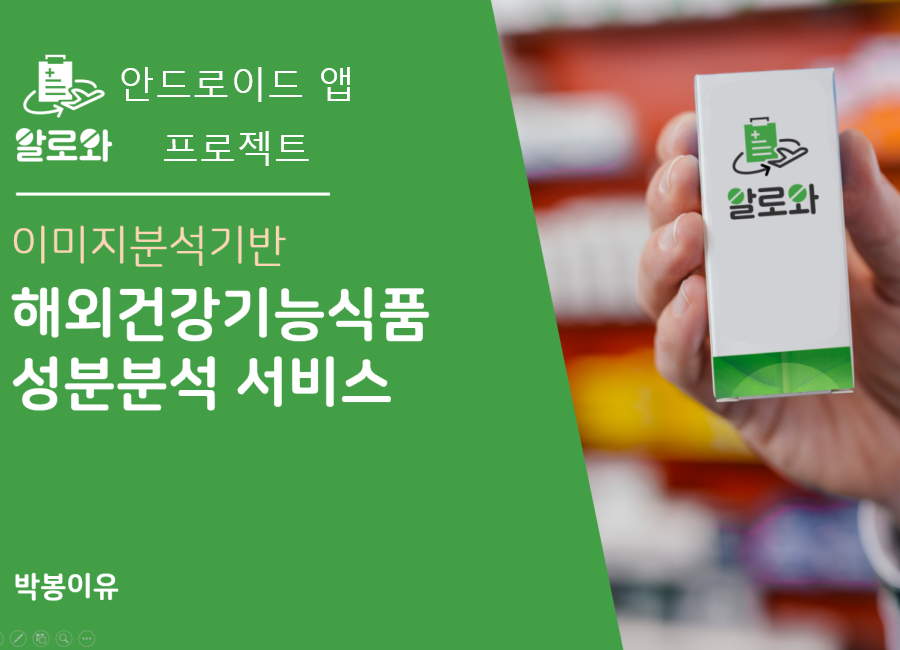 안드로이드 앱
알로와 프로젝트
이미지분석기반
해외건강기능식품
성분분석 서비스
박봉이유
알로와